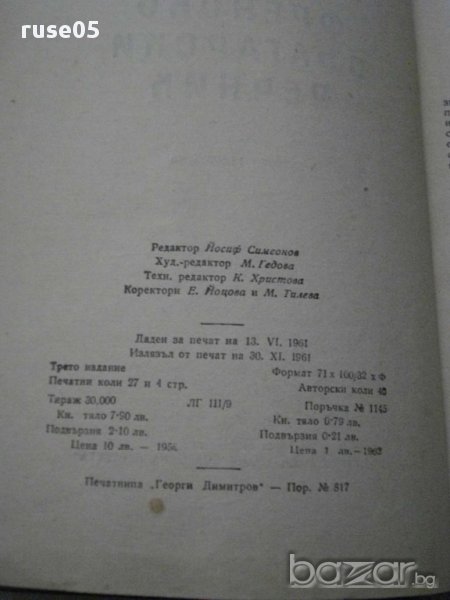 ruse05
Редактор Йосиф Симеонов
Худ.-редактор М. Гедова
Техн. редактор К. Христова
Коректори Е. Йоцова и М. Тилева
Даден за печат на 13. VI. 1961
Излязъл от печат на 30. XI. 1961
Трето издание Формат 71 х 100/32 х Ф
Печатни коли 27 и 4 стр. Авторски коли 40
Тираж 30,000 ЛГ 111/9 Поръчка № 1145
Кн. тяло 7·90 лв. Кн. тяло 0·79 лв.
Подвързия 2·10 лв. Подвързия 0·21 лв.
Цена 10 лв. — 1956. Цена 1 лв.—1962
Печатница „Георги Димитров“ — Пор. № 817
bazar.бг